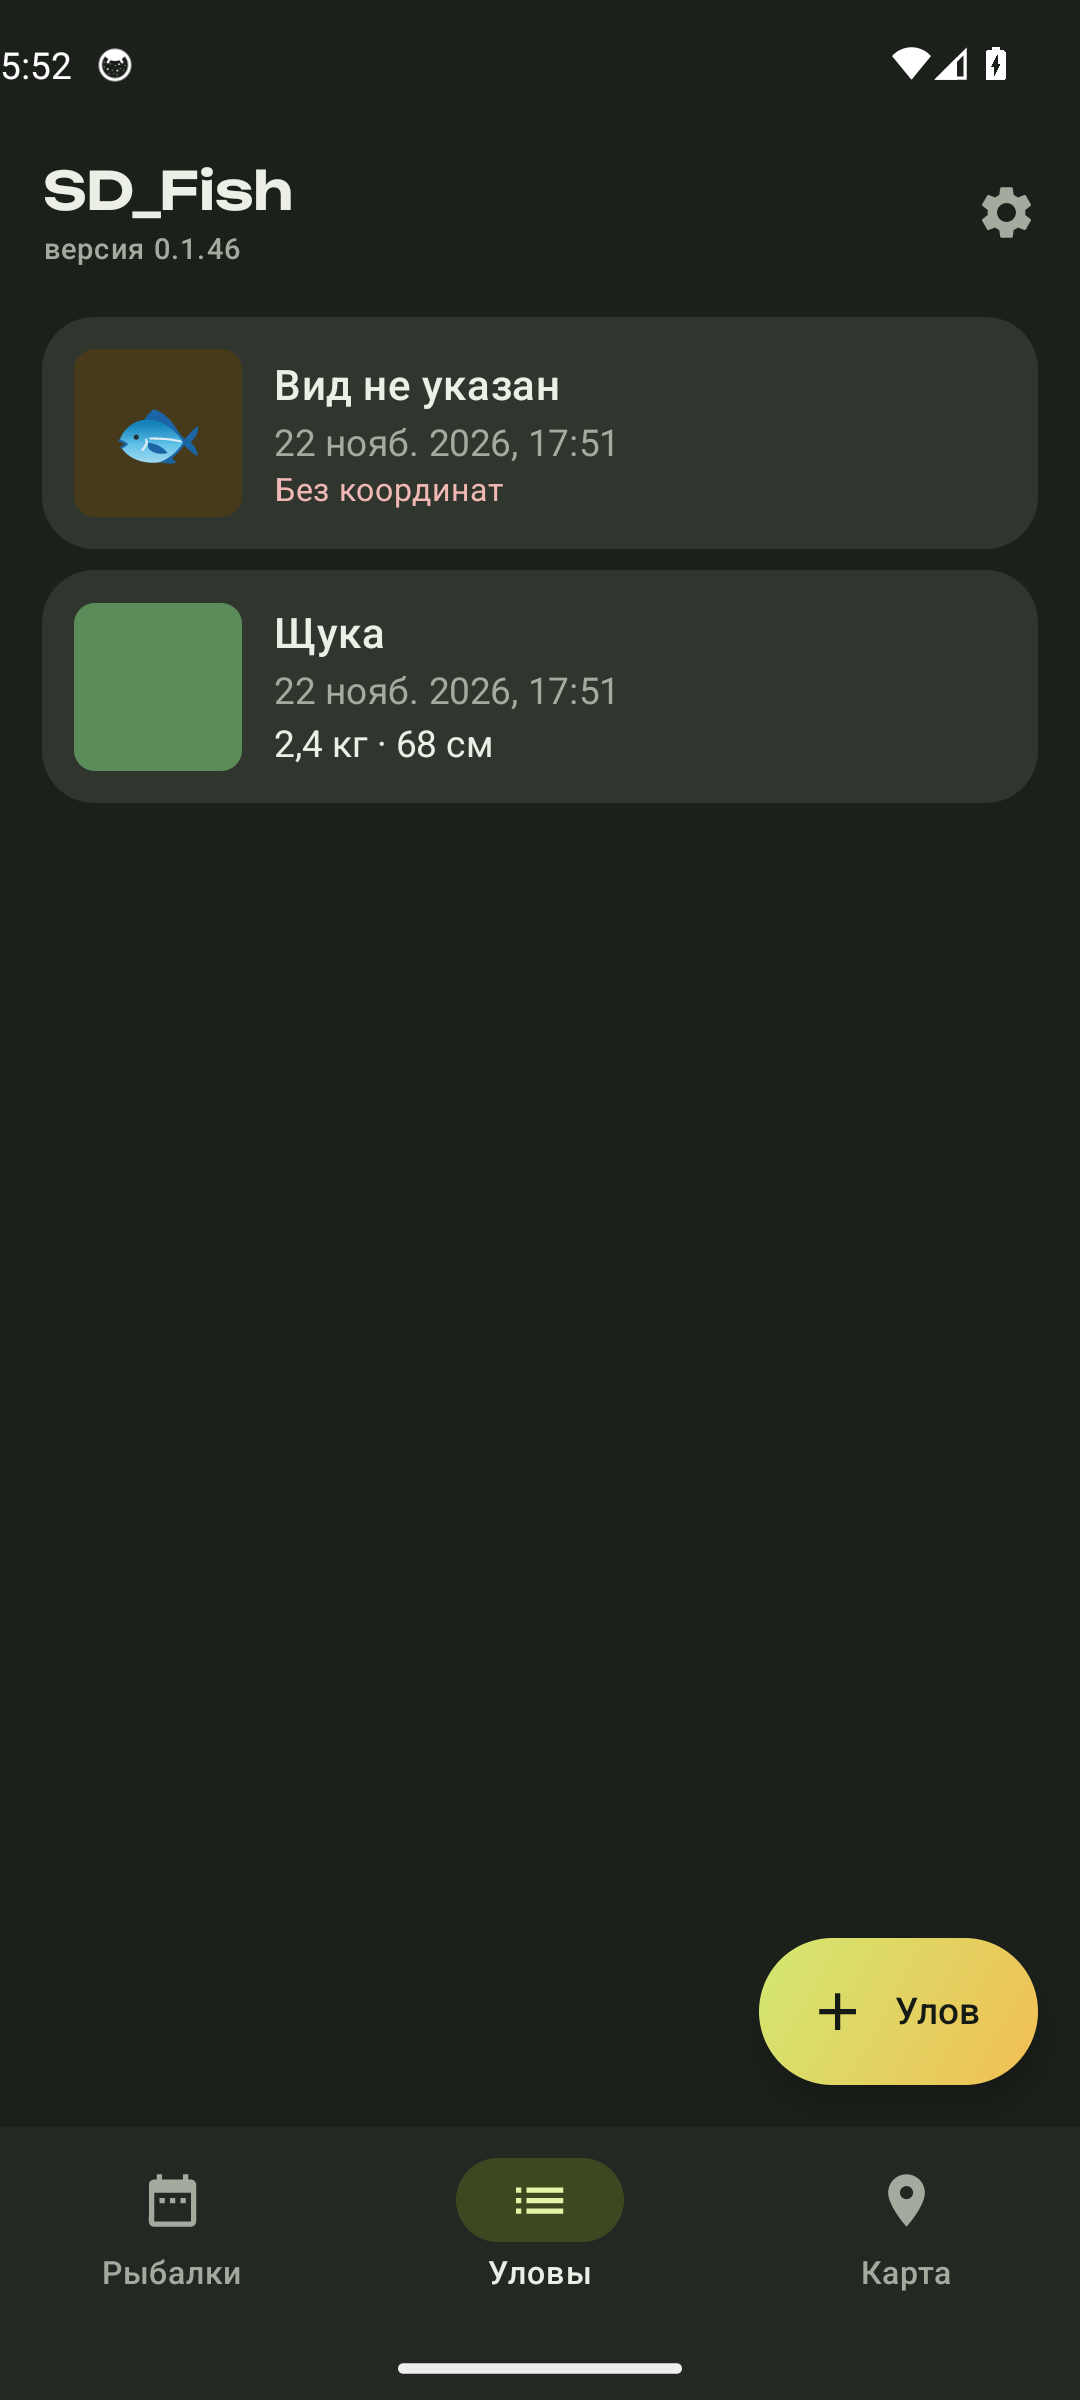 5:52
SD_Fish
версия 0.1.46
Вид не указан
22 нояб. 2026, 17:51
Без координат
Щука
22 нояб. 2026, 17:51
2,4 кг · 68 см
Улов
Рыбалки
Уловы
Карта